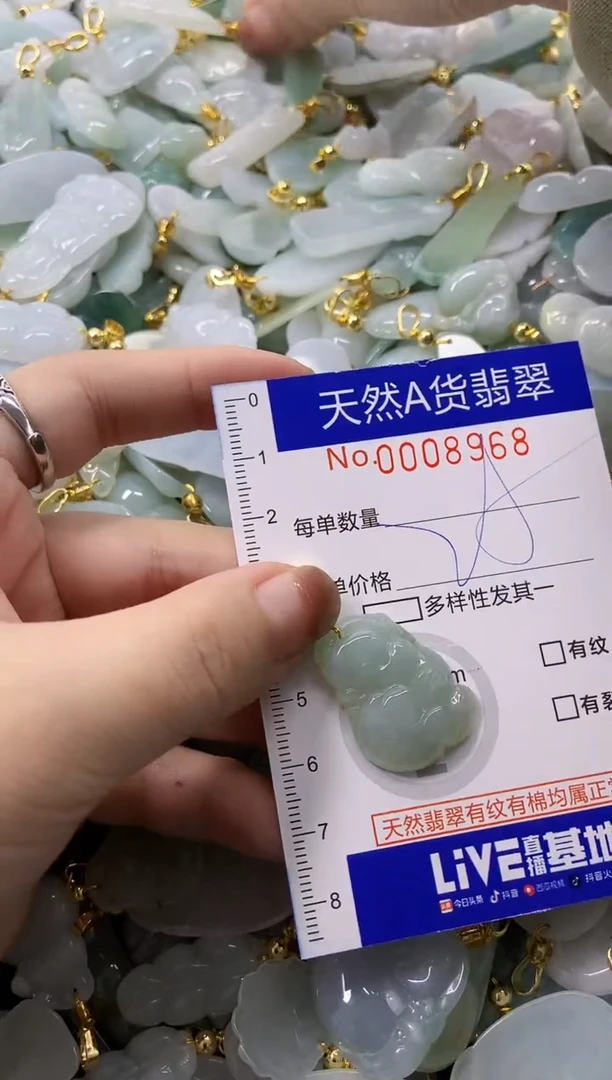 天然A货翡翠
No.0008968
0
1
2
每单数量
单价格
多样性发其一
有纹
m
5
有裂
6
7
天然翡翠有纹有棉均属正常
8
LiVE直播基地
今日头条 抖音 西瓜视频 抖音火